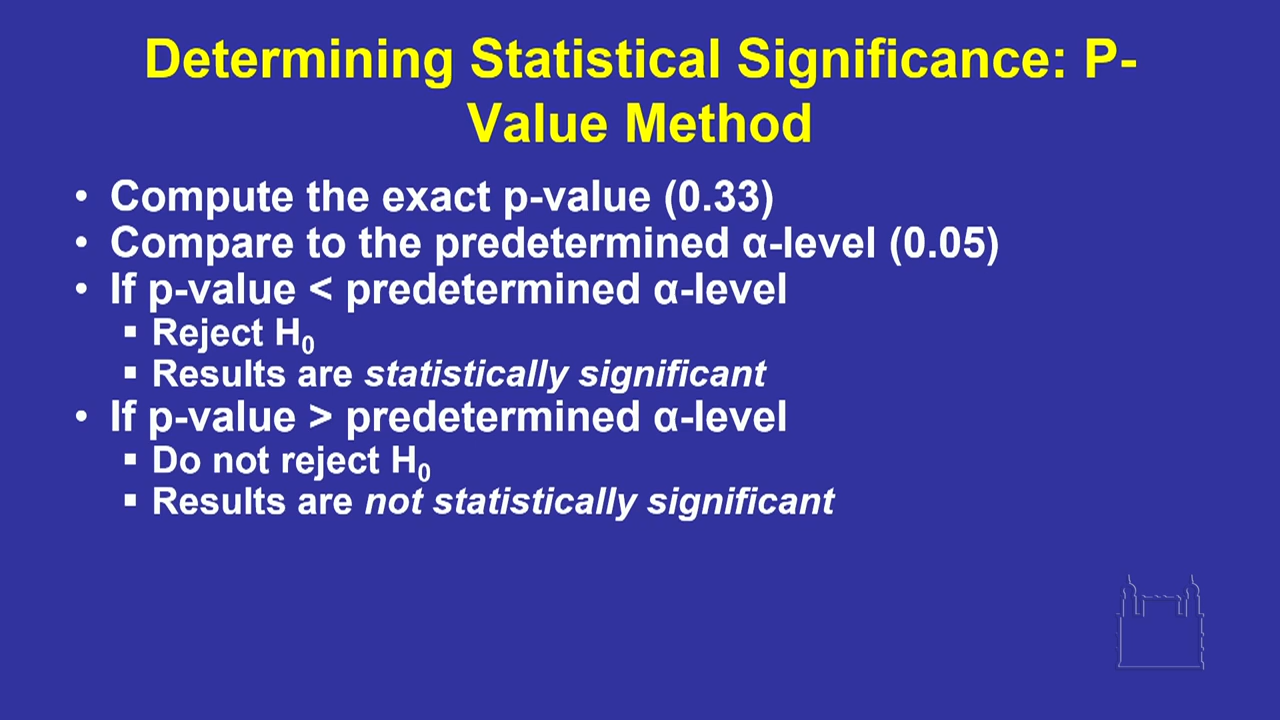 Determining Statistical Significance: P-
Value Method
• Compute the exact p-value (0.33)
• Compare to the predetermined α-level (0.05)
• If p-value < predetermined α-level
▪ Reject H₀
▪ Results are statistically significant
• If p-value > predetermined α-level
▪ Do not reject H₀
▪ Results are not statistically significant